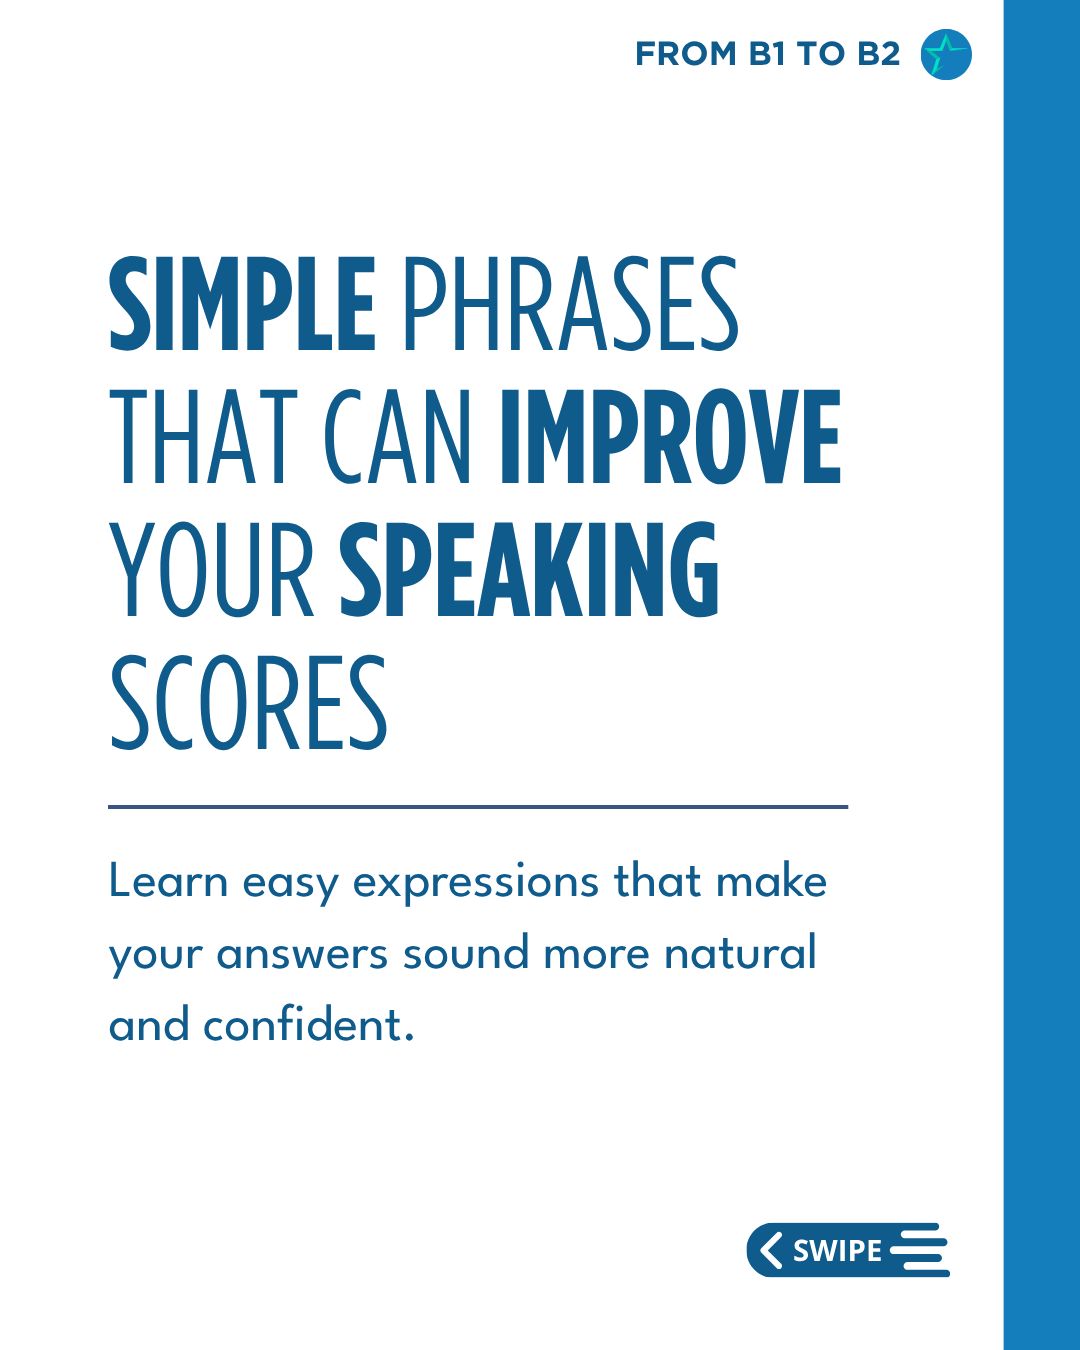 FROM B1 TO B2
SIMPLE PHRASES
THAT CAN IMPROVE
YOUR SPEAKING
SCORES
Learn easy expressions that make
your answers sound more natural
and confident.
SWIPE